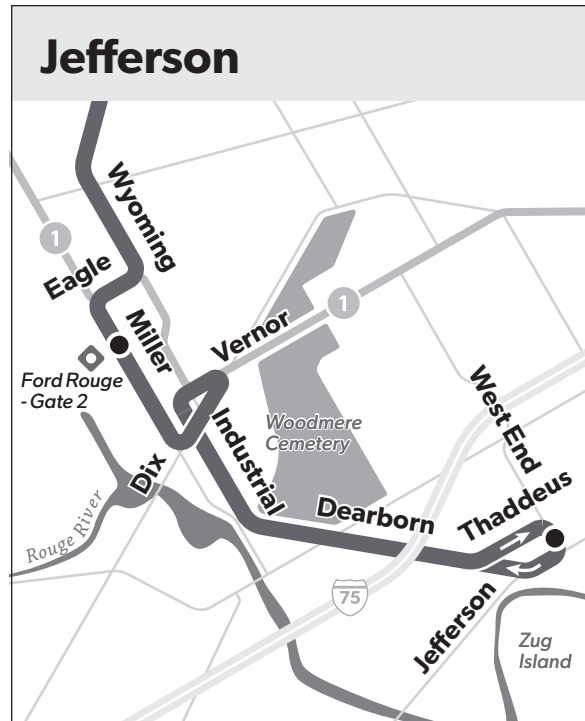 Jefferson
Wyoming
1
Eagle
Miller
1
Vernor
Ford Rouge
- Gate 2
West End
Woodmere
Cemetery
Industrial
Dix
Thaddeus
Dearborn
Rouge River
75
Jefferson
Zug
Island